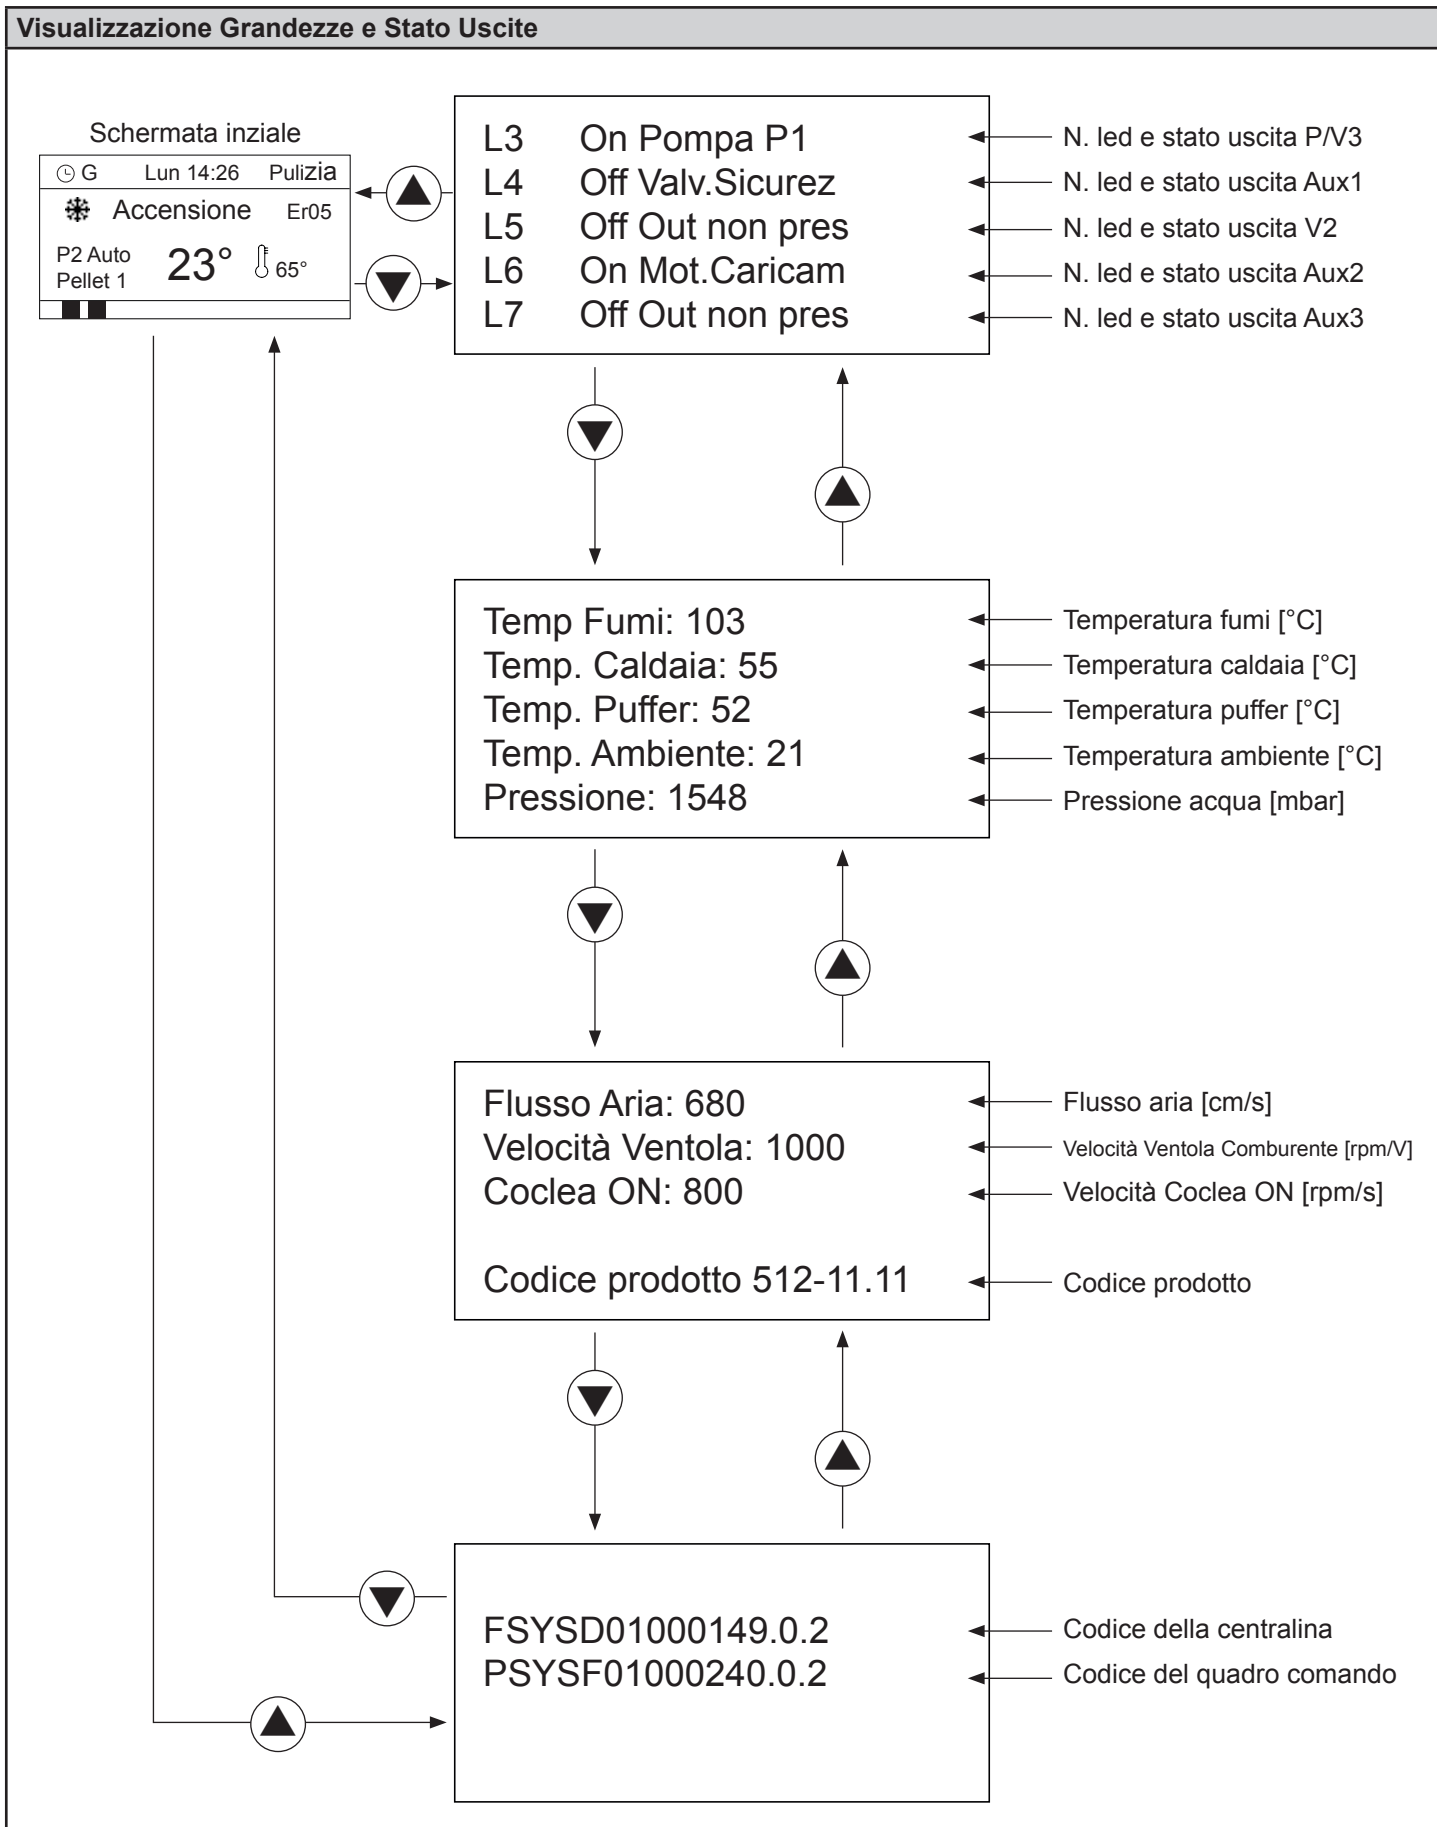 Visualizzazione Grandezze e Stato Uscite
Schermata inziale
G Lun 14:26 Pulizia
Accensione Er05
P2 Auto
Pellet 1
23° 65°
L3 On Pompa P1
L4 Off Valv.Sicurez
L5 Off Out non pres
L6 On Mot.Caricam
L7 Off Out non pres
N. led e stato uscita P/V3
N. led e stato uscita Aux1
N. led e stato uscita V2
N. led e stato uscita Aux2
N. led e stato uscita Aux3
Temp Fumi: 103
Temp. Caldaia: 55
Temp. Puffer: 52
Temp. Ambiente: 21
Pressione: 1548
Temperatura fumi [°C]
Temperatura caldaia [°C]
Temperatura puffer [°C]
Temperatura ambiente [°C]
Pressione acqua [mbar]
Flusso Aria: 680
Velocità Ventola: 1000
Coclea ON: 800
Codice prodotto 512-11.11
Flusso aria [cm/s]
Velocità Ventola Comburente [rpm/V]
Velocità Coclea ON [rpm/s]
Codice prodotto
FSYSD01000149.0.2
PSYSF01000240.0.2
Codice della centralina
Codice del quadro comando